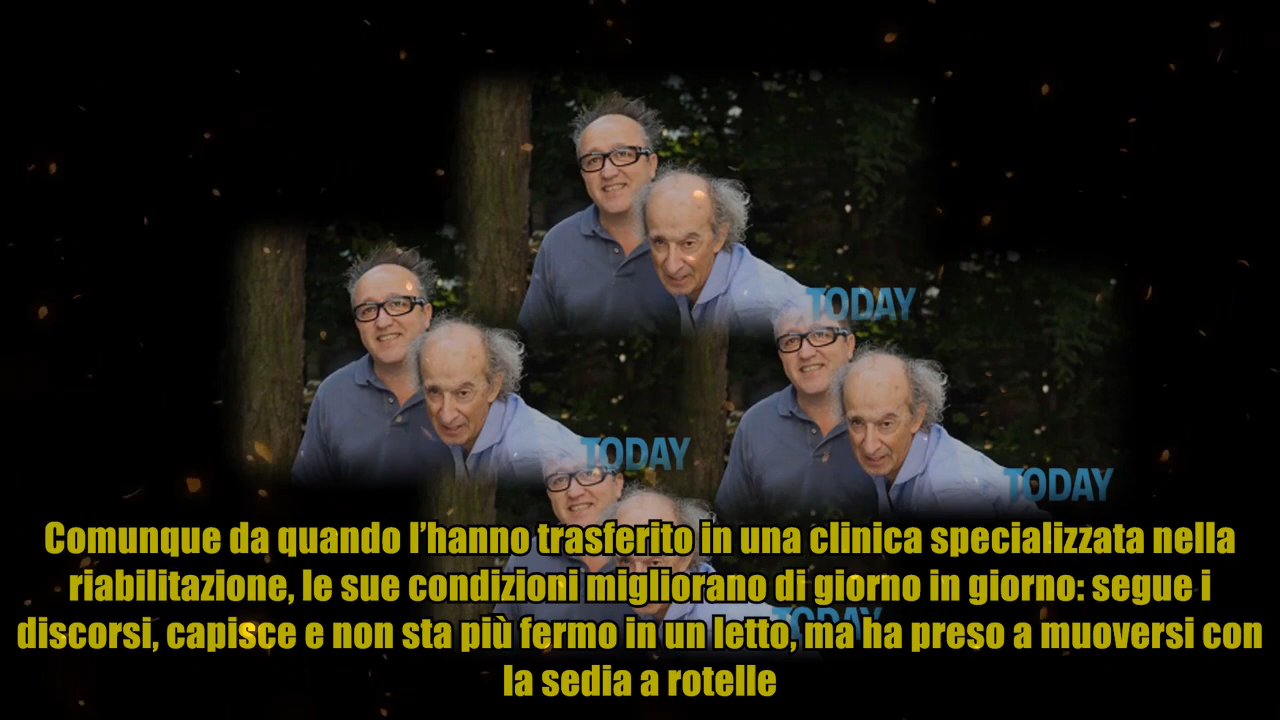 TODAY
TODAY
TODAY
TODAY
Comunque da quando l’hanno trasferito in una clinica specializzata nella
riabilitazione, le sue condizioni migliorano di giorno in giorno: segue i
discorsi, capisce e non sta più fermo in un letto, ma ha preso a muoversi con
la sedia a rotelle